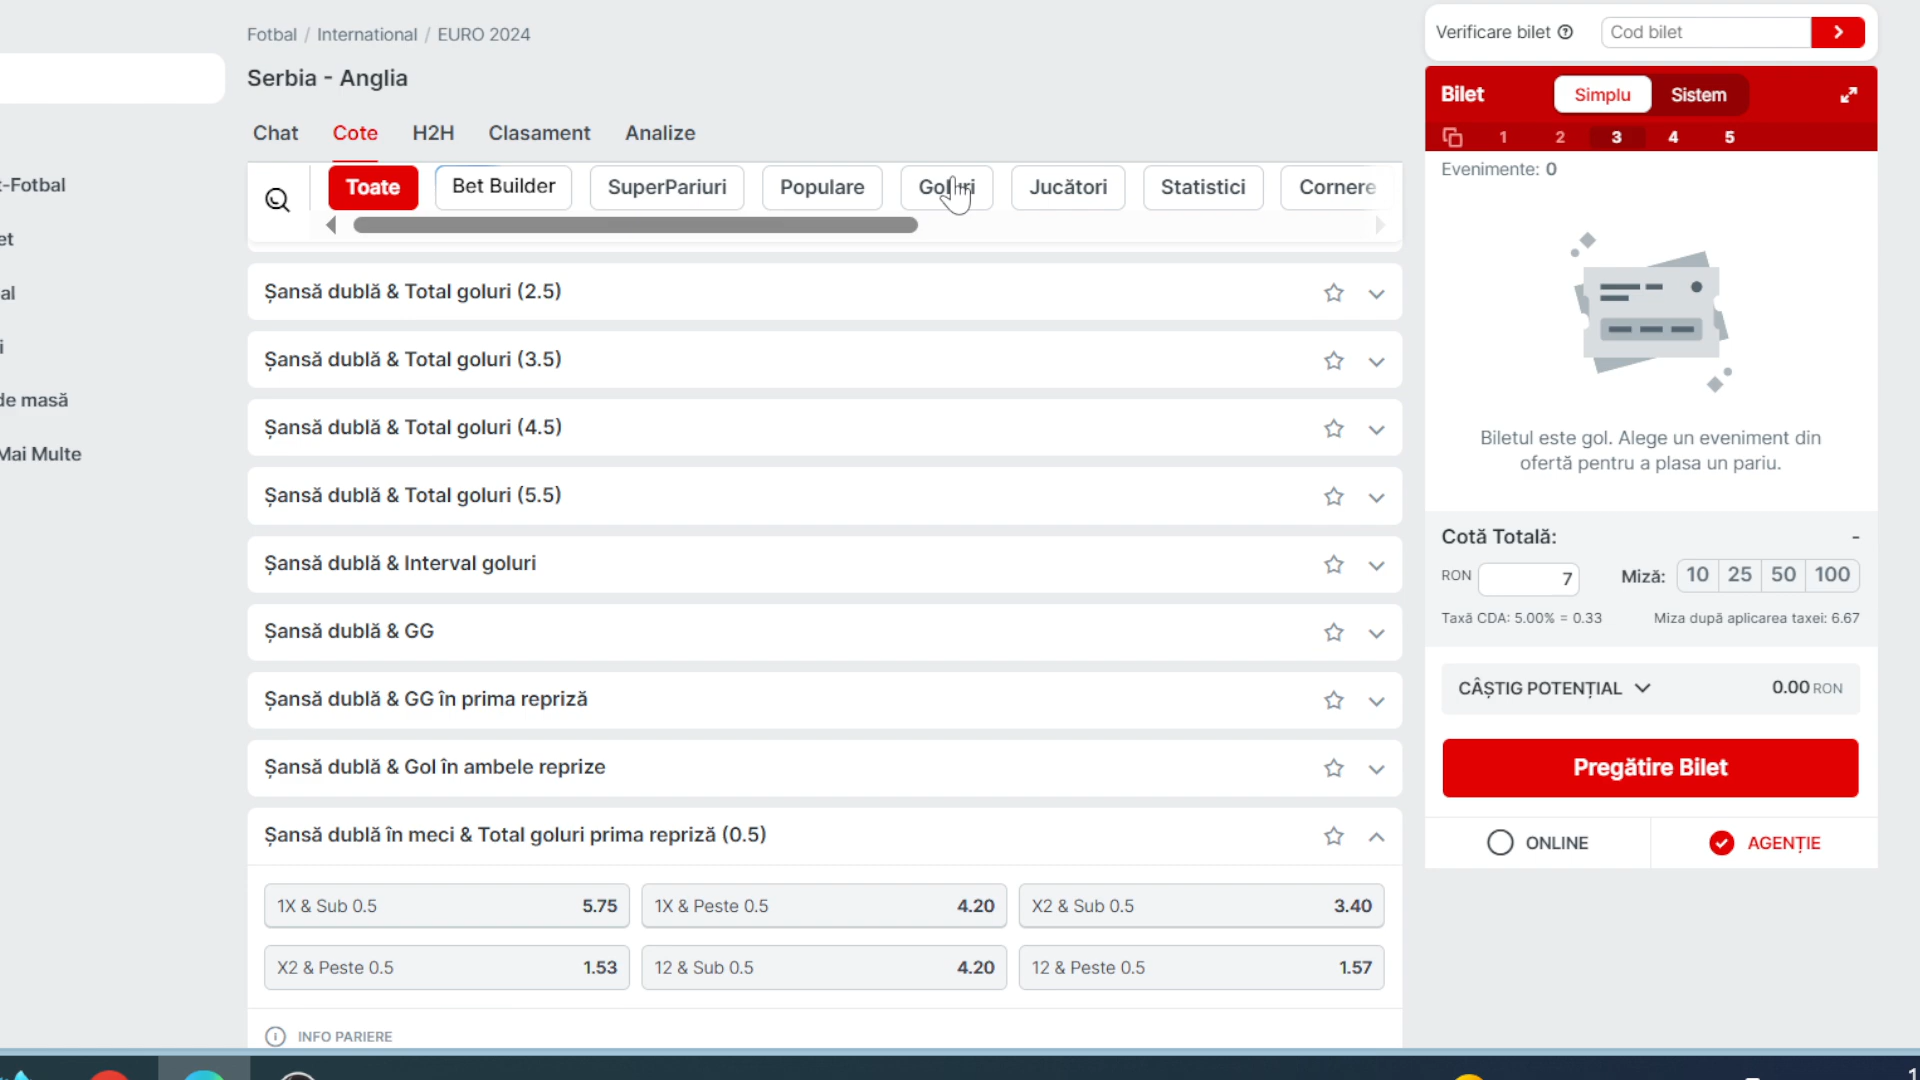 Fotbal / International / EURO 2024
Serbia - Anglia
Chat Cote H2H Clasament Analize
Toate Bet Builder SuperPariuri Populare Goluri Jucători Statistici Cornere
-Fotbal
et
al
i
de masă
Mai Multe
Șansă dublă & Total goluri (2.5)
Șansă dublă & Total goluri (3.5)
Șansă dublă & Total goluri (4.5)
Șansă dublă & Total goluri (5.5)
Șansă dublă & Interval goluri
Șansă dublă & GG
Șansă dublă & GG în prima repriză
Șansă dublă & Gol în ambele reprize
Șansă dublă în meci & Total goluri prima repriză (0.5)
1X & Sub 0.5 5.75 1X & Peste 0.5 4.20 X2 & Sub 0.5 3.40
X2 & Peste 0.5 1.53 12 & Sub 0.5 4.20 12 & Peste 0.5 1.57
INFO PARIERE
Verificare bilet Cod bilet
Bilet Simplu Sistem
1 2 3 4 5
Evenimente: 0
Biletul este gol. Alege un eveniment din
ofertă pentru a plasa un pariu.
Cotă Totală: -
RON 7 Miză: 10 25 50 100
Taxă CDA: 5.00% = 0.33 Miza după aplicarea taxei: 6.67
CÂȘTIG POTENȚIAL 0.00 RON
Pregătire Bilet
ONLINE AGENȚIE